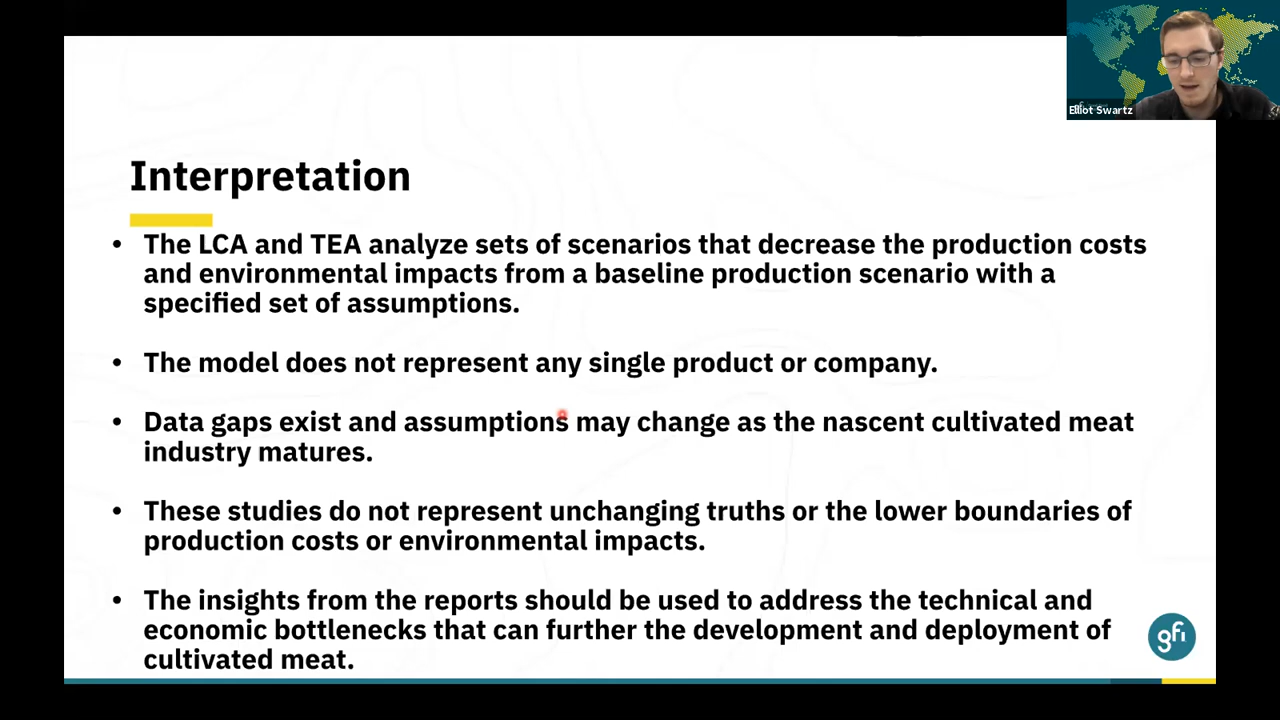 Elliot Swartz
Interpretation
• The LCA and TEA analyze sets of scenarios that decrease the production costs
and environmental impacts from a baseline production scenario with a
specified set of assumptions.
• The model does not represent any single product or company.
• Data gaps exist and assumptions may change as the nascent cultivated meat
industry matures.
• These studies do not represent unchanging truths or the lower boundaries of
production costs or environmental impacts.
• The insights from the reports should be used to address the technical and
economic bottlenecks that can further the development and deployment of
cultivated meat.
gfi